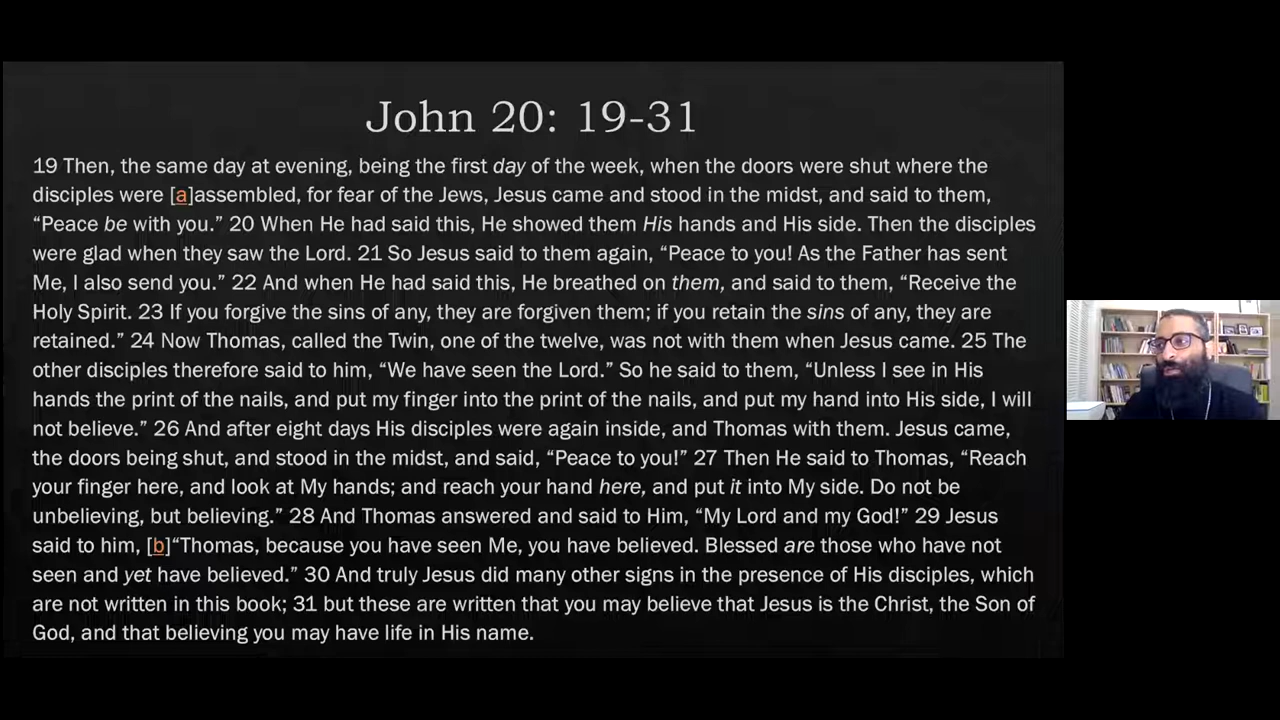 John 20: 19-31
19 Then, the same day at evening, being the first day of the week, when the doors were shut where the
disciples were [a]assembled, for fear of the Jews, Jesus came and stood in the midst, and said to them,
“Peace be with you.” 20 When He had said this, He showed them His hands and His side. Then the disciples
were glad when they saw the Lord. 21 So Jesus said to them again, “Peace to you! As the Father has sent
Me, I also send you.” 22 And when He had said this, He breathed on them, and said to them, “Receive the
Holy Spirit. 23 If you forgive the sins of any, they are forgiven them; if you retain the sins of any, they are
retained.” 24 Now Thomas, called the Twin, one of the twelve, was not with them when Jesus came. 25 The
other disciples therefore said to him, “We have seen the Lord.” So he said to them, “Unless I see in His
hands the print of the nails, and put my finger into the print of the nails, and put my hand into His side, I will
not believe.” 26 And after eight days His disciples were again inside, and Thomas with them. Jesus came,
the doors being shut, and stood in the midst, and said, “Peace to you!” 27 Then He said to Thomas, “Reach
your finger here, and look at My hands; and reach your hand here, and put it into My side. Do not be
unbelieving, but believing.” 28 And Thomas answered and said to Him, “My Lord and my God!” 29 Jesus
said to him, [b]“Thomas, because you have seen Me, you have believed. Blessed are those who have not
seen and yet have believed.” 30 And truly Jesus did many other signs in the presence of His disciples, which
are not written in this book; 31 but these are written that you may believe that Jesus is the Christ, the Son of
God, and that believing you may have life in His name.